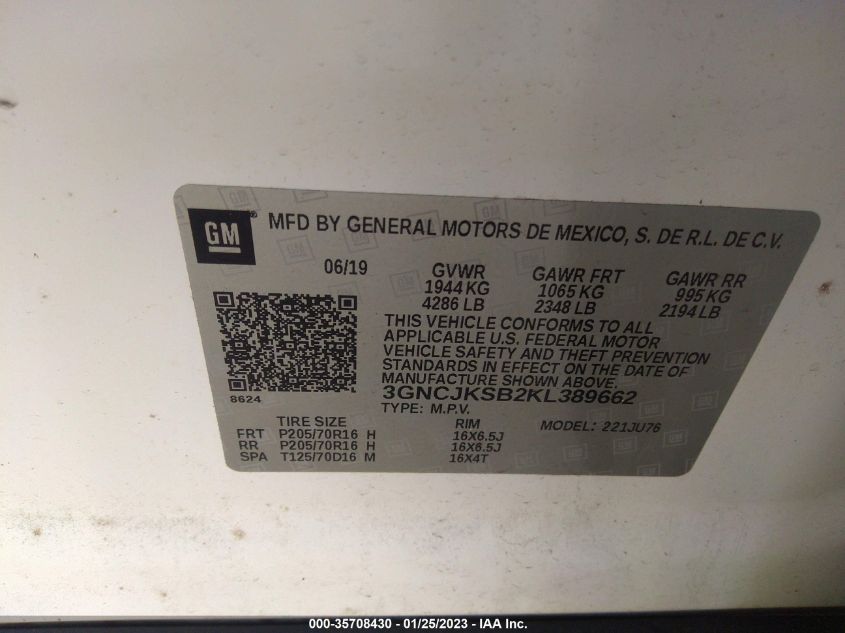 GM® MFD BY GENERAL MOTORS DE MEXICO, S. DE R.L. DE C.V.
06/19 GVWR GAWR FRT GAWR RR
1944 KG 1065 KG 995 KG
4286 LB 2348 LB 2194 LB
THIS VEHICLE CONFORMS TO ALL
APPLICABLE U.S. FEDERAL MOTOR
VEHICLE SAFETY AND THEFT PREVENTION
STANDARDS IN EFFECT ON THE DATE OF
MANUFACTURE SHOWN ABOVE.
8624 3GNCJKSB2KL389662
TYPE: M.P.V.
TIRE SIZE RIM MODEL: 221JU76
FRT P205/70R16 H 16X6.5J
RR P205/70R16 H 16X6.5J
SPA T125/70D16 M 16X4T
000-35708430 - 01/25/2023 - IAA Inc.